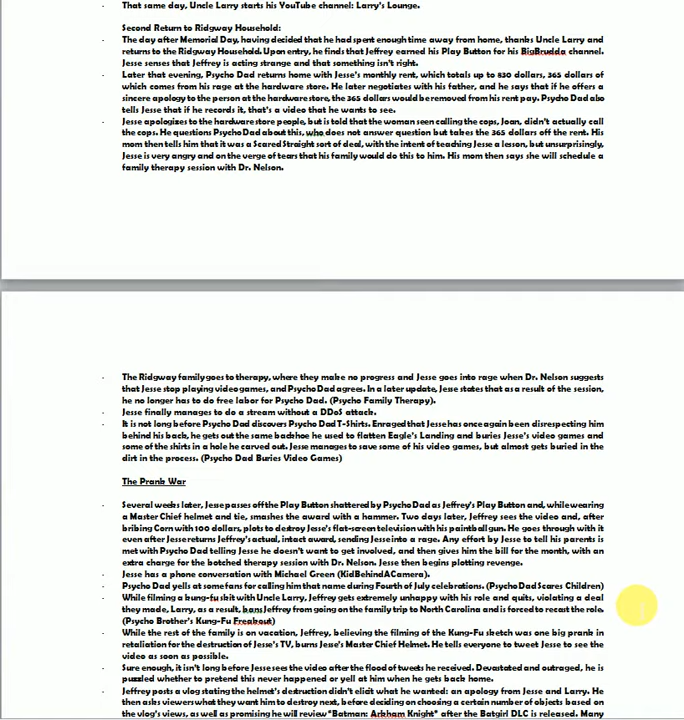 - That same day, Uncle Larry starts his YouTube channel: Larry's Lounge.
Second Return to Ridgway Household:
- The day after Memorial Day, having decided that he had spent enough time away from home, thanks Uncle Larry and
returns to the Ridgway Household. Upon entry, he finds that Jeffrey earned his Play Button for his BigBrudda channel.
Jesse senses that Jeffrey is acting strange and that something isn't right.
- Later that evening, Psycho Dad returns home with Jesse's monthly rent, which totals up to 830 dollars, 365 dollars of
which comes from his rage at the hardware store. He later negotiates with his father, and he says that if he offers a
sincere apology to the person at the hardware store, the 365 dollars would be removed from his rent pay. Psycho Dad also
tells Jesse that if he records it, that's a video that he wants to see.
- Jesse apologizes to the hardware store people, but is told that the woman seen calling the cops, Joan, didn't actually call
the cops. He questions Psycho Dad about this, who does not answer question but takes the 365 dollars off the rent. His
mom then tells him that it was a Scared Straight sort of deal, with the intent of teaching Jesse a lesson, but unsurprisingly,
Jesse is very angry and on the verge of tears that his family would do this to him. His mom then says she will schedule a
family therapy session with Dr. Nelson.
- The Ridgway family goes to therapy, where they make no progress and Jesse goes into rage when Dr. Nelson suggests
that Jesse stop playing video games, and Psycho Dad agrees. In a later update, Jesse states that as a result of the session,
he no longer has to do free labor for Psycho Dad. (Psycho Family Therapy).
- Jesse finally manages to do a stream without a DDoS attack.
- It is not long before Psycho Dad discovers Psycho Dad T-Shirts. Enraged that Jesse has once again been disrespecting him
behind his back, he gets out the same backhoe he used to flatten Eagle's Landing and buries Jesse's video games and
some of the shirts in a hole he carved out. Jesse manages to save some of his video games, but almost gets buried in the
dirt in the process. (Psycho Dad Buries Video Games)
The Prank War
- Several weeks later, Jesse passes off the Play Button shattered by Psycho Dad as Jeffrey's Play Button and, while wearing
a Master Chief helmet and tie, smashes the award with a hammer. Two days later, Jeffrey sees the video and, after
bribing Corn with 100 dollars, plots to destroy Jesse's flat-screen television with his paintball gun. He goes through with it
even after Jesse returns Jeffrey's actual, intact award, sending Jesse into a rage. Any effort by Jesse to tell his parents is
met with Psycho Dad telling Jesse he doesn't want to get involved, and then gives him the bill for the month, with an
extra charge for the botched therapy session with Dr. Nelson. Jesse then begins plotting revenge.
- Jesse has a phone conversation with Michael Green (KidBehindACamera).
- Psycho Dad yells at some fans for calling him that name during Fourth of July celebrations. (Psycho Dad Scares Children)
- While filming a kung-fu skit with Uncle Larry, Jeffrey gets extremely unhappy with his role and quits, violating a deal
they made, Larry, as a result, bans Jeffrey from going on the family trip to North Carolina and is forced to recast the role.
(Psycho Brother's Kung-Fu Freakout)
- While the rest of the family is on vacation, Jeffrey, believing the filming of the Kung-Fu sketch was one big prank in
retaliation for the destruction of Jesse's TV, burns Jesse's Master Chief Helmet. He tells everyone to tweet Jesse to see the
video as soon as possible.
- Sure enough, it isn't long before Jesse sees the video after the flood of tweets he received. Devastated and outraged, he is
puzzled whether to pretend this never happened or yell at him when he gets back home.
- Jeffrey posts a vlog stating the helmet's destruction didn't elicit what he wanted: an apology from Jesse and Larry. He
then asks viewers what they want him to destroy next, before deciding on choosing a certain number of objects based on
the vlog's views, as well as promising he will review "Batman: Arkham Knight" after the Batgirl DLC is released. Many